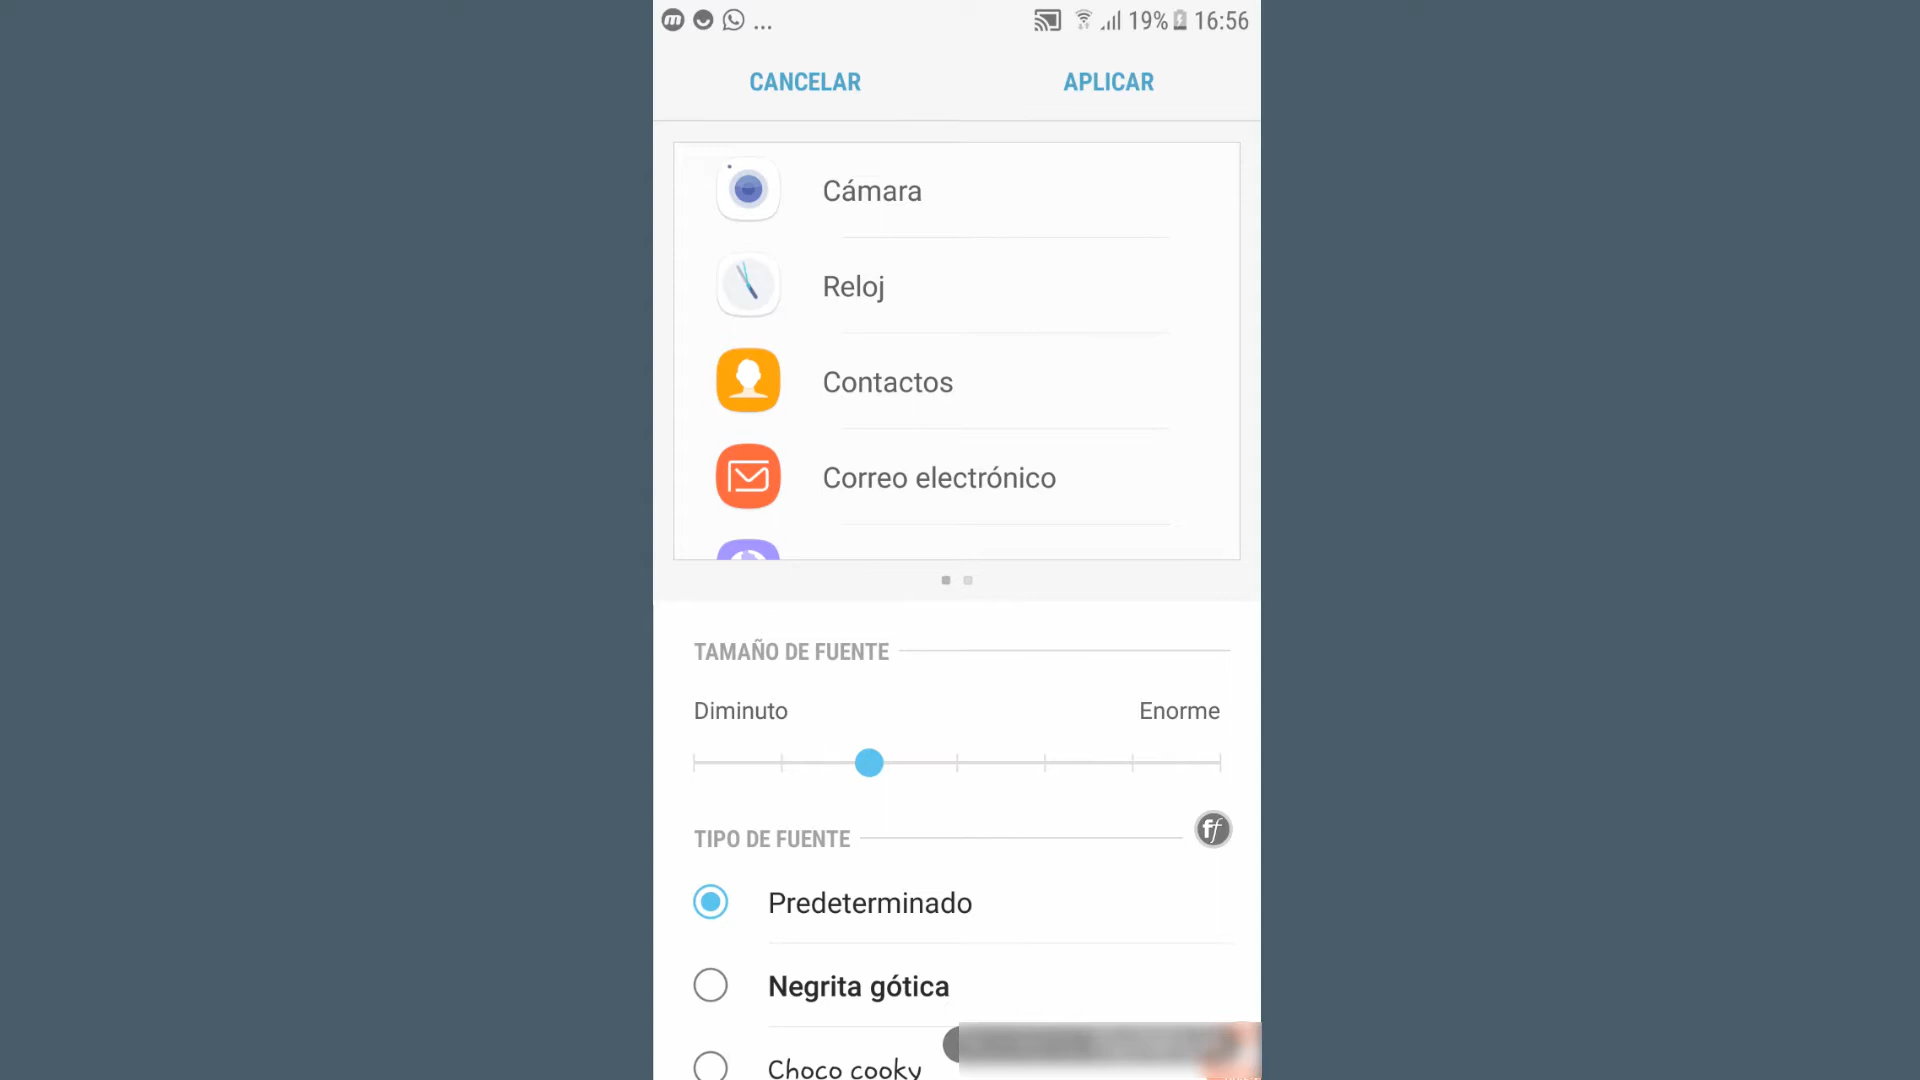 ... 19% 16:56
CANCELAR APLICAR
Cámara
Reloj
Contactos
Correo electrónico
TAMAÑO DE FUENTE
Diminuto Enorme
TIPO DE FUENTE
Predeterminado
Negrita gótica
Choco cooky